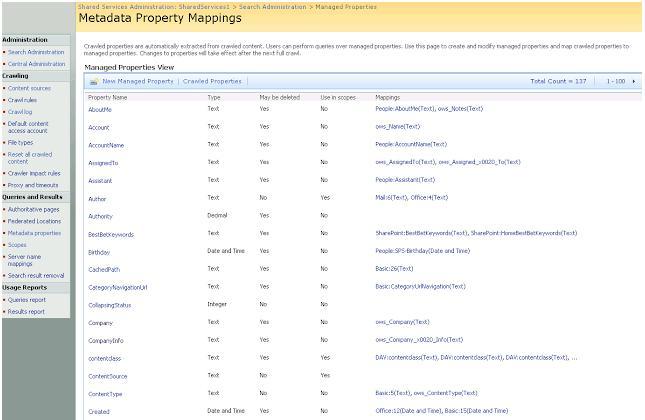 Shared Services Administration: SharedServices1 > Search Administration > Managed Properties
Metadata Property Mappings
Administration
Search Administration
Central Administration
Crawling
Content sources
Crawl rules
Crawl log
Default content
access account
File types
Reset all crawled
content
Crawler impact rules
Proxy and timeouts
Queries and Results
Authoritative pages
Federated Locations
Metadata properties
Scopes
Server name
mappings
Search result removal
Usage Reports
Queries report
Results report
Crawled properties are automatically extracted from crawled content. Users can perform queries over managed properties. Use this page to create and modify managed properties and map crawled properties to
managed properties. Changes to properties will take effect after the next full crawl.
Managed Properties View
New Managed Property | Crawled Properties | Total Count = 137 | 1-100
Property Name Type May be deleted Use in scopes Mappings
AboutMe Text Yes No People:AboutMe(Text), ows_Notes(Text)
Account Text Yes No ows_Name(Text)
AccountName Text Yes No People:AccountName(Text)
AssignedTo Text Yes No ows_AssignedTo(Text), ows_Assigned_x0020_To(Text)
Assistant Text Yes No People:Assistant(Text)
Author Text No Yes Mail:6(Text), Office:4(Text)
Authority Decimal Yes No
BestBetKeywords Text Yes No SharePoint:BestBetKeywords(Text), SharePoint:HomeBestBetKeywords(Text)
Birthday Date and Time Yes No People:SPS-Birthday(Date and Time)
CachedPath Text Yes No Basic:26(Text)
CategoryNavigationUrl Text Yes No Basic:CategoryUrlNavigation(Text)
CollapsingStatus Integer No No
Company Text Yes No ows_Company(Text)
CompanyInfo Text Yes No ows_Company_x0020_Info(Text)
contentclass Text Yes Yes DAV:contentclass(Text), DAV:contentclass(Text), DAV:contentclass(Text), ...
ContentSource Text No Yes
ContentType Text No No Basic:5(Text), ows_ContentType(Text)
Created Date and Time Yes Yes Office:12(Date and Time), Basic:15(Date and Time)